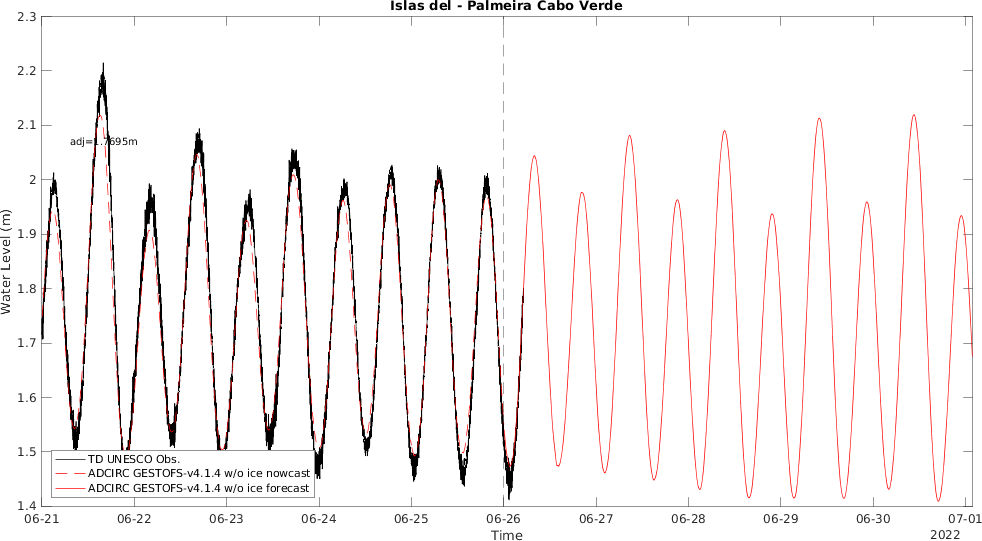 Islas del - Palmeira Cabo Verde
2.3
2.2
2.1
2
1.9
1.8
1.7
1.6
1.5
1.4
Water Level (m)
adj=1.7695m
TD UNESCO Obs.
ADCIRC GESTOFS-v4.1.4 w/o ice nowcast
ADCIRC GESTOFS-v4.1.4 w/o ice forecast
06-21 06-22 06-23 06-24 06-25 06-26 06-27 06-28 06-29 06-30 07-01
Time
2022